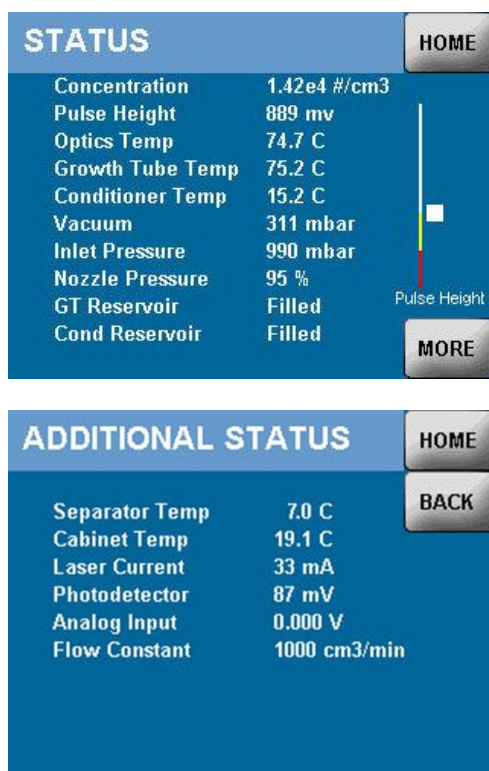 STATUS HOME
Concentration 1.42e4 #/cm3
Pulse Height 889 mv
Optics Temp 74.7 C
Growth Tube Temp 75.2 C
Conditioner Temp 15.2 C
Vacuum 311 mbar
Inlet Pressure 990 mbar
Nozzle Pressure 95 %
GT Reservoir Filled
Cond Reservoir Filled
Pulse Height
MORE
ADDITIONAL STATUS HOME
BACK
Separator Temp 7.0 C
Cabinet Temp 19.1 C
Laser Current 33 mA
Photodetector 87 mV
Analog Input 0.000 V
Flow Constant 1000 cm3/min